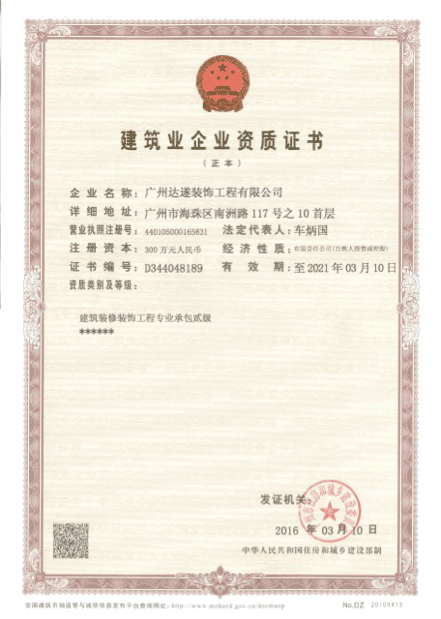 建筑业企业资质证书
（正本）
企业名称：广州达遂装饰工程有限公司
详细地址：广州市海珠区南洲路117号之10首层
营业执照注册号：440105000165831 法定代表人：车炳国
注册资本：300万元人民币 经济性质：有限责任公司(自然人投资或控股)
证书编号：D344048189 有效期：至2021年03月10日
资质类别及等级：
建筑装修装饰工程专业承包贰级
******
发证机关
2016年03月10日
中华人民共和国住房和城乡建设部制
全国建筑市场监管与诚信信息发布平台查询网址：http://www.mohurd.gov.cn/docmaap
No.DZ 20109413